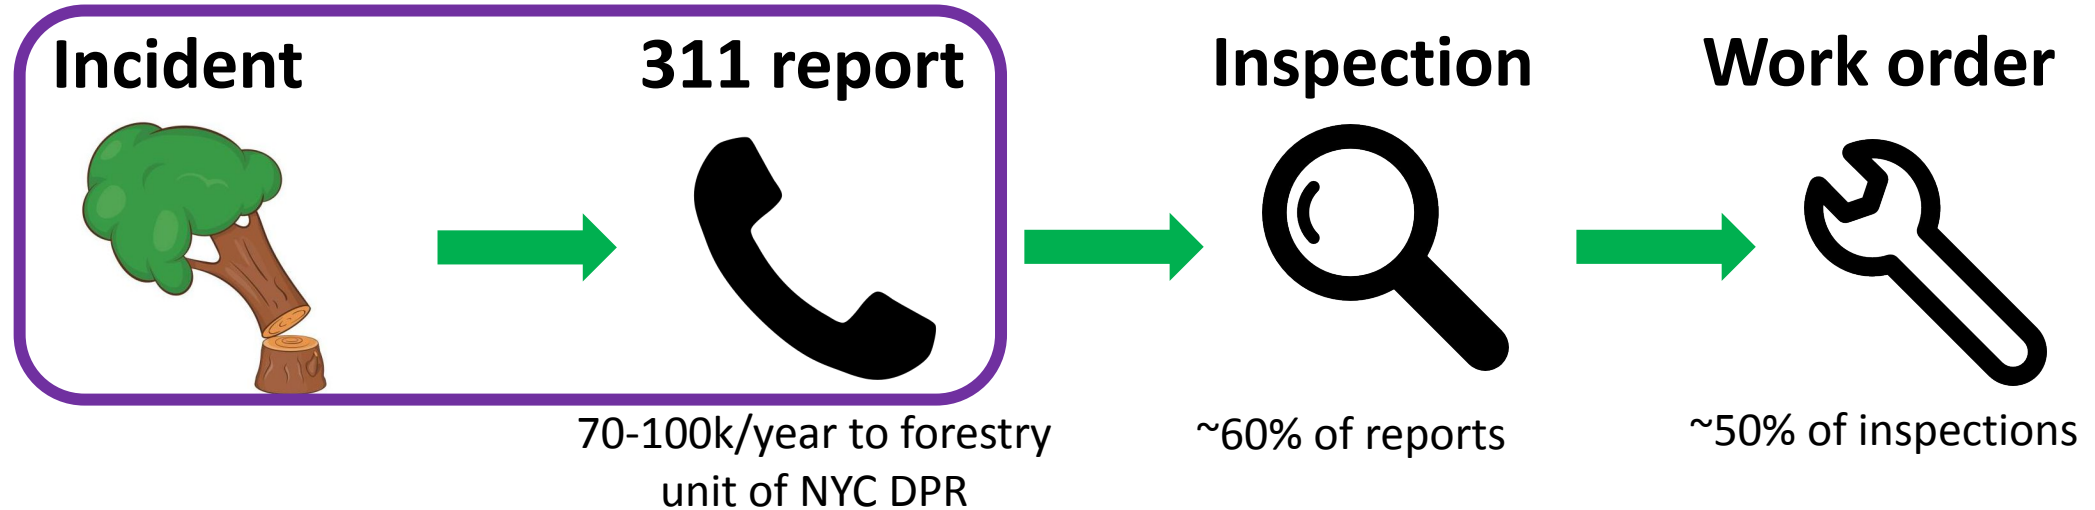 Incident
311 report
Inspection
Work order
70-100k/year to forestry
unit of NYC DPR
~60% of reports
~50% of inspections